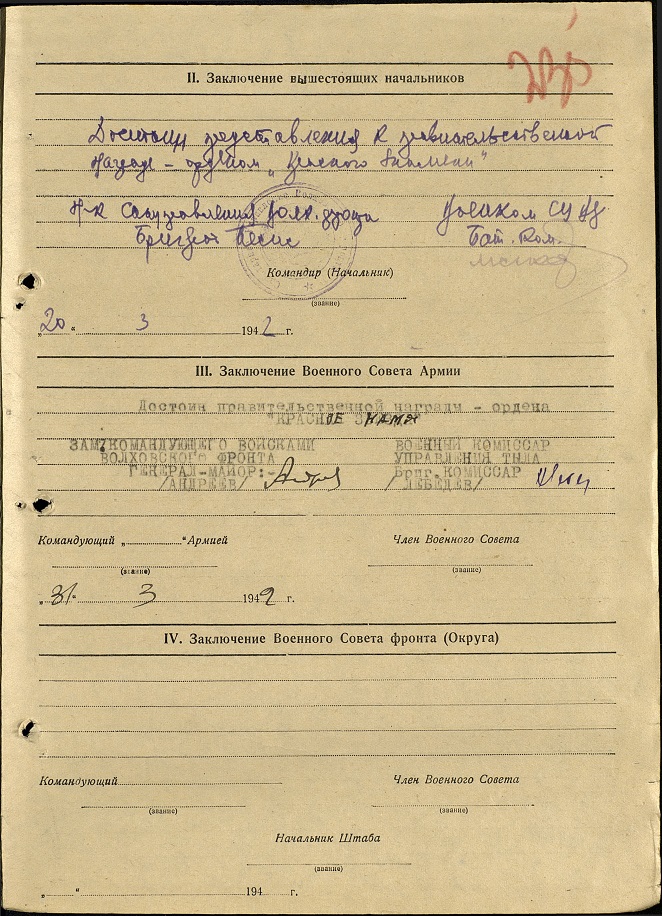 II. Заключение вышестоящих начальников
Достоин представления к правительственной
награде – орденом „Красного Знамени"
Н-к Сануправления Волх. фронта
Бригврач Песис
Военком СУ ВФ
Бат. Ком.
Командир (Начальник)
(звание)
„20" 3 1942 г.
III. Заключение Военного Совета Армии
Достоин правительственной награды – ордена
"КРАСНОЕ ЗНАМЯ"
ЗАМ. КОМАНДУЮЩЕГО ВОЙСКАМИ
ВОЛХОВСКОГО ФРОНТА
ГЕНЕРАЛ-МАЙОР:-
/АНДРЕЕВ/
ВОЕННЫЙ КОМИССАР
УПРАВЛЕНИЯ ТЫЛА
Бриг. КОМИССАР
/ЛЕБЕДЕВ/
Командующий „ "Армией
Член Военного Совета
(звание)
(звание)
„31" 3 1942 г.
IV. Заключение Военного Совета фронта (Округа)
Командующий
Член Военного Совета
(звание)
(звание)
Начальник Штаба
(звание)
„ " 194 г.